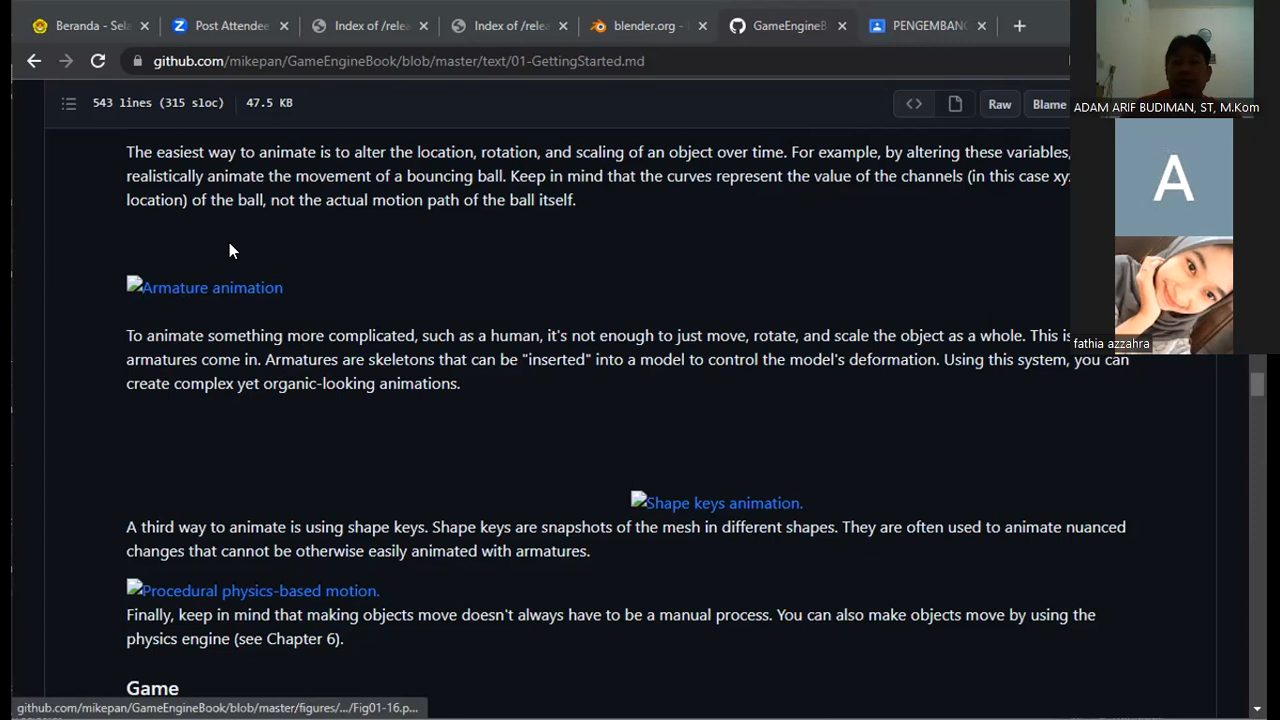 Beranda - Sela
Post Attendee
Index of /relea
Index of /relea
blender.org -
GameEngineB
PENGEMBANG
github.com/mikepan/GameEngineBook/blob/master/text/01-GettingStarted.md
543 lines (315 sloc) 47.5 KB
Raw
Blame
ADAM ARIF BUDIMAN, ST, M.Kom
A
fathia azzahra
The easiest way to animate is to alter the location, rotation, and scaling of an object over time. For example, by altering these variables,
realistically animate the movement of a bouncing ball. Keep in mind that the curves represent the value of the channels (in this case xy
location) of the ball, not the actual motion path of the ball itself.
Armature animation
To animate something more complicated, such as a human, it's not enough to just move, rotate, and scale the object as a whole. This is
armatures come in. Armatures are skeletons that can be "inserted" into a model to control the model's deformation. Using this system, you can
create complex yet organic-looking animations.
Shape keys animation.
A third way to animate is using shape keys. Shape keys are snapshots of the mesh in different shapes. They are often used to animate nuanced
changes that cannot be otherwise easily animated with armatures.
Procedural physics-based motion.
Finally, keep in mind that making objects move doesn't always have to be a manual process. You can also make objects move by using the
physics engine (see Chapter 6).
Game
github.com/mikepan/GameEngineBook/blob/master/figures/.../Fig01-16.p...